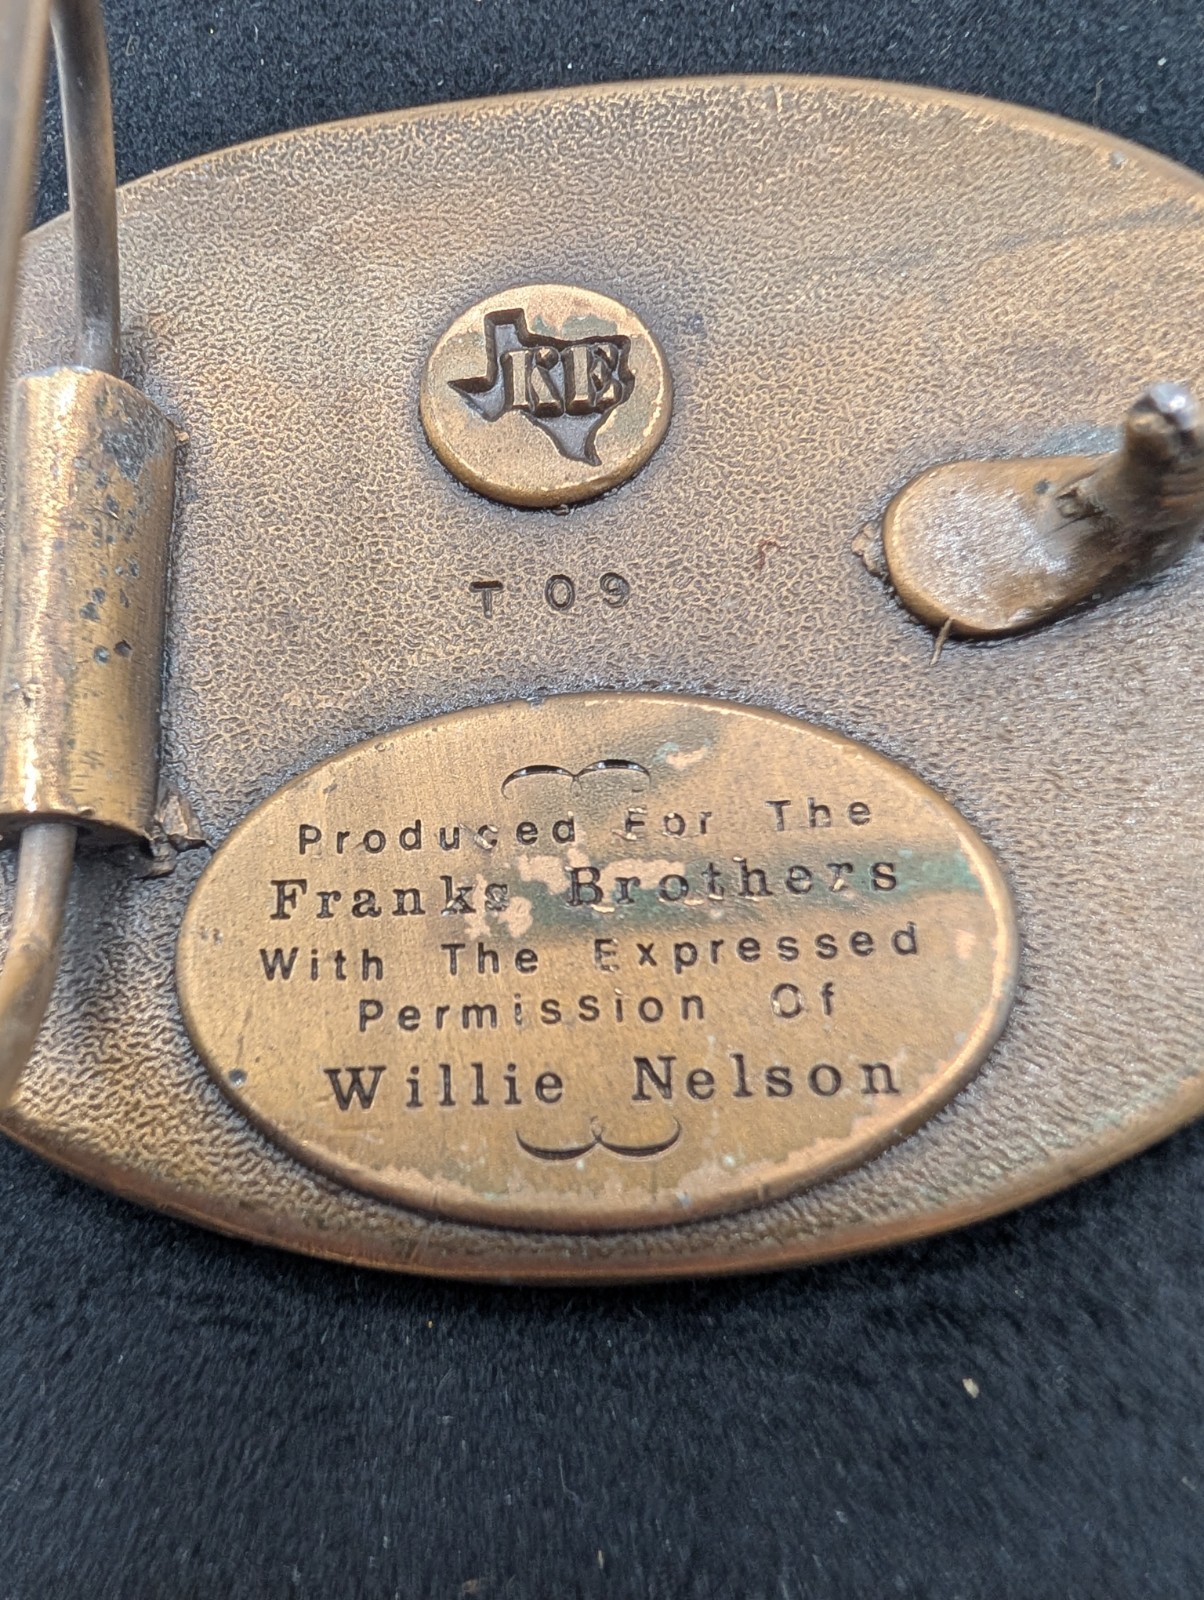 KE
T 09
Produced For The
Franks Brothers
With The Expressed
Permission Of
Willie Nelson